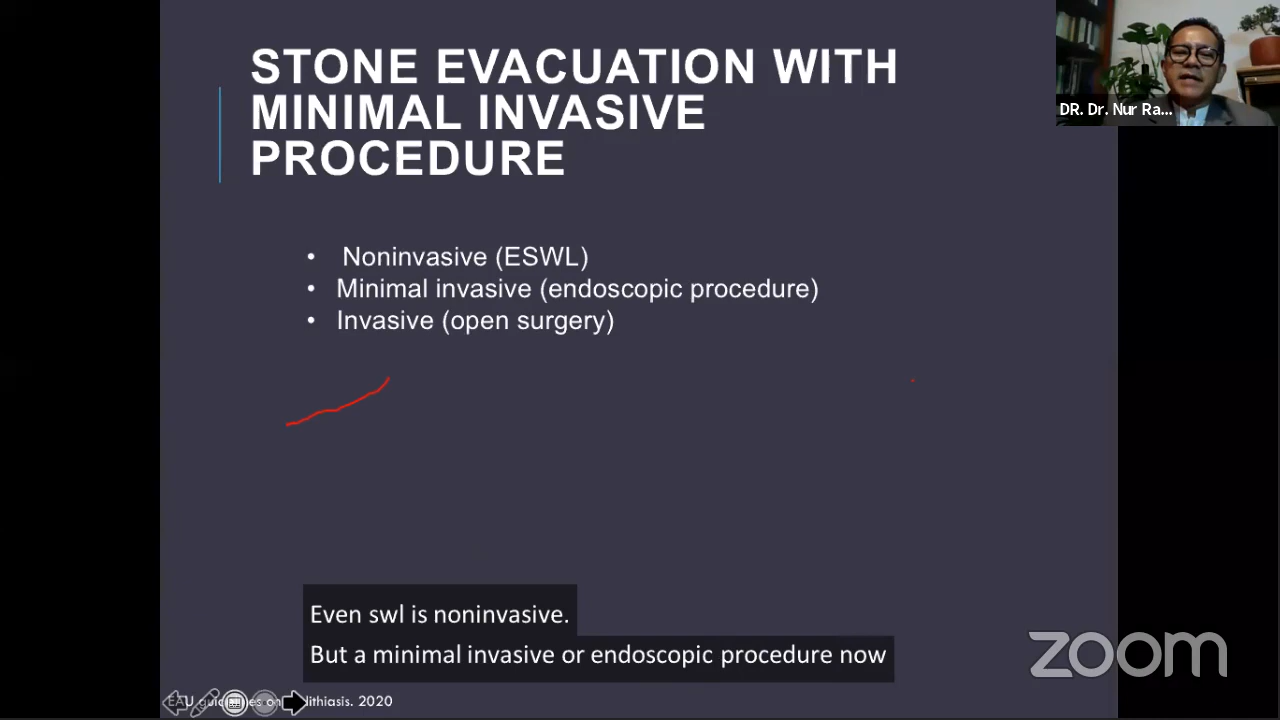 STONE EVACUATION WITH
MINIMAL INVASIVE
PROCEDURE
DR. Dr. Nur Ra...
• Noninvasive (ESWL)
• Minimal invasive (endoscopic procedure)
• Invasive (open surgery)
Even swl is noninvasive.
But a minimal invasive or endoscopic procedure now
zoom
EAU lithiasis. 2020